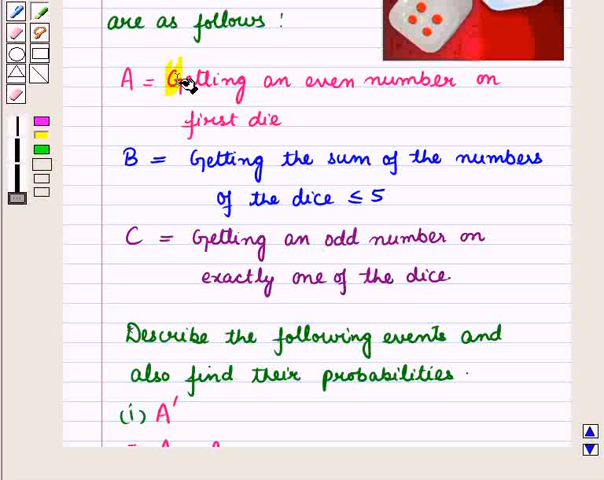 are as follows :
A = Getting an even number on
first die
B = Getting the sum of the numbers
of the dice ≤ 5
C = Getting an odd number on
exactly one of the dice.
Describe the following events and
also find their probabilities.
(i) A'